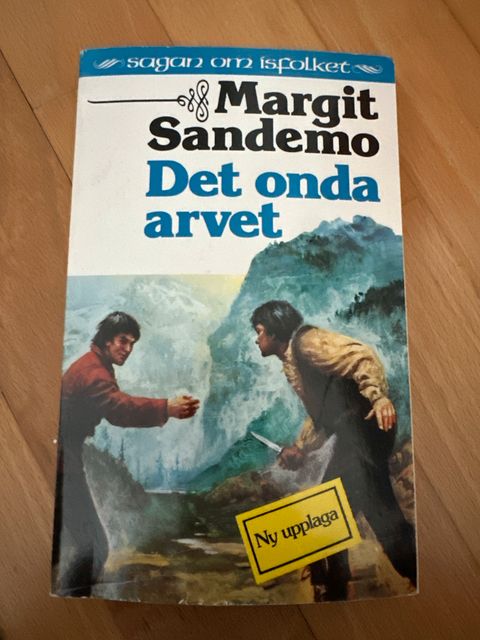 sagan om isfolket
Margit
Sandemo
Det onda
arvet
Ny upplaga